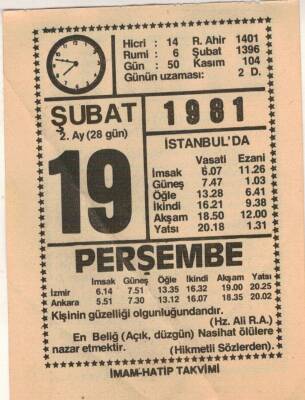 Hicri : 14 R. Ahir 1401
Rumi : 6 Şubat 1396
Gün : 50 Kasım 104
Günün uzaması: 2 D.
ŞUBAT
2. Ay (28 gün)
19
1981
İSTANBUL'DA
Vasati Ezani
İmsak 6.07 11.26
Güneş 7.47 1.03
Öğle 13.28 6.41
İkindi 16.21 9.38
Akşam 18.50 12.00
Yatsı 20.18 1.31
PERŞEMBE
İmsak Güneş Öğle İkindi Akşam Yatsı
İzmir 6.14 7.51 13.35 16.32 19.00 20.25
Ankara 5.51 7.30 13.12 16.07 18.35 20.02
Kişinin güzelliği olgunluğundandır.
(Hz. Ali R.A.)
En Beliğ (Açık, düzgün) Nasihat ölülere
nazar etmektir. (Hikmetli Sözlerden).
İMAM-HATİP TAKVİMİ